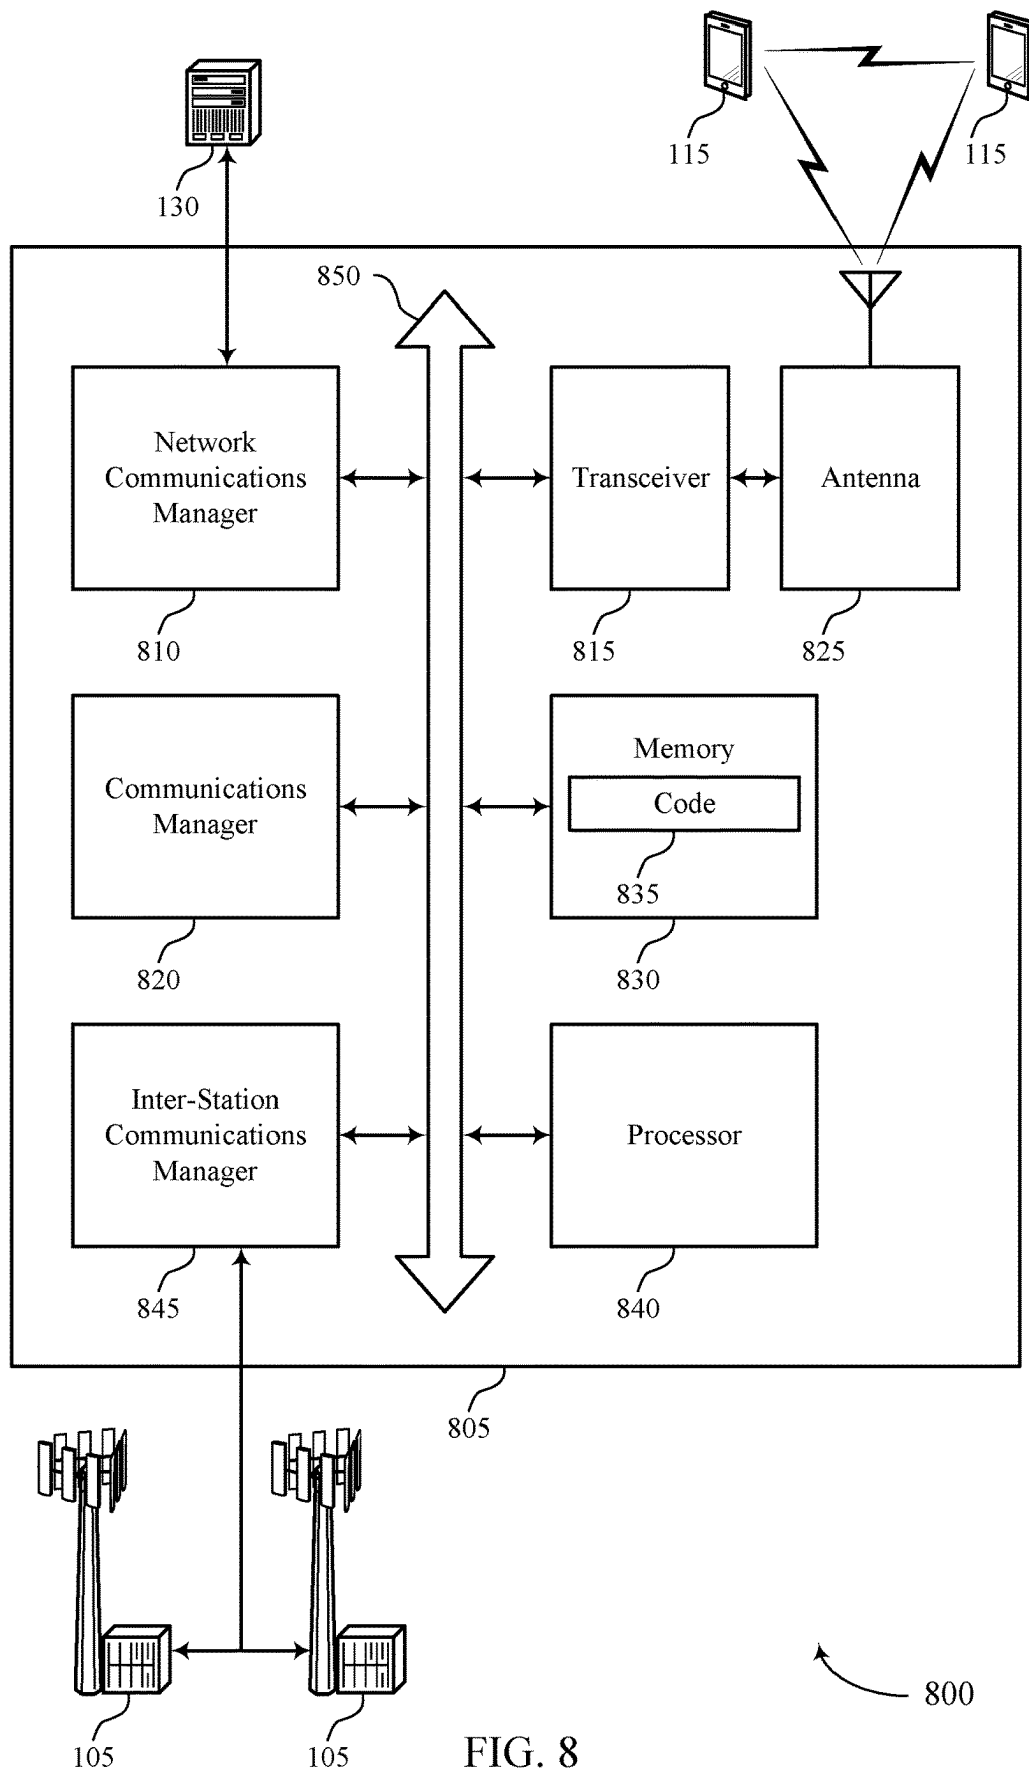 115
115
130
850
Network
Communications
Manager
Transceiver
Antenna
810
815
825
Communications
Manager
Memory
Code
835
820
830
Inter-Station
Communications
Manager
Processor
845
840
805
800
105
105
FIG. 8